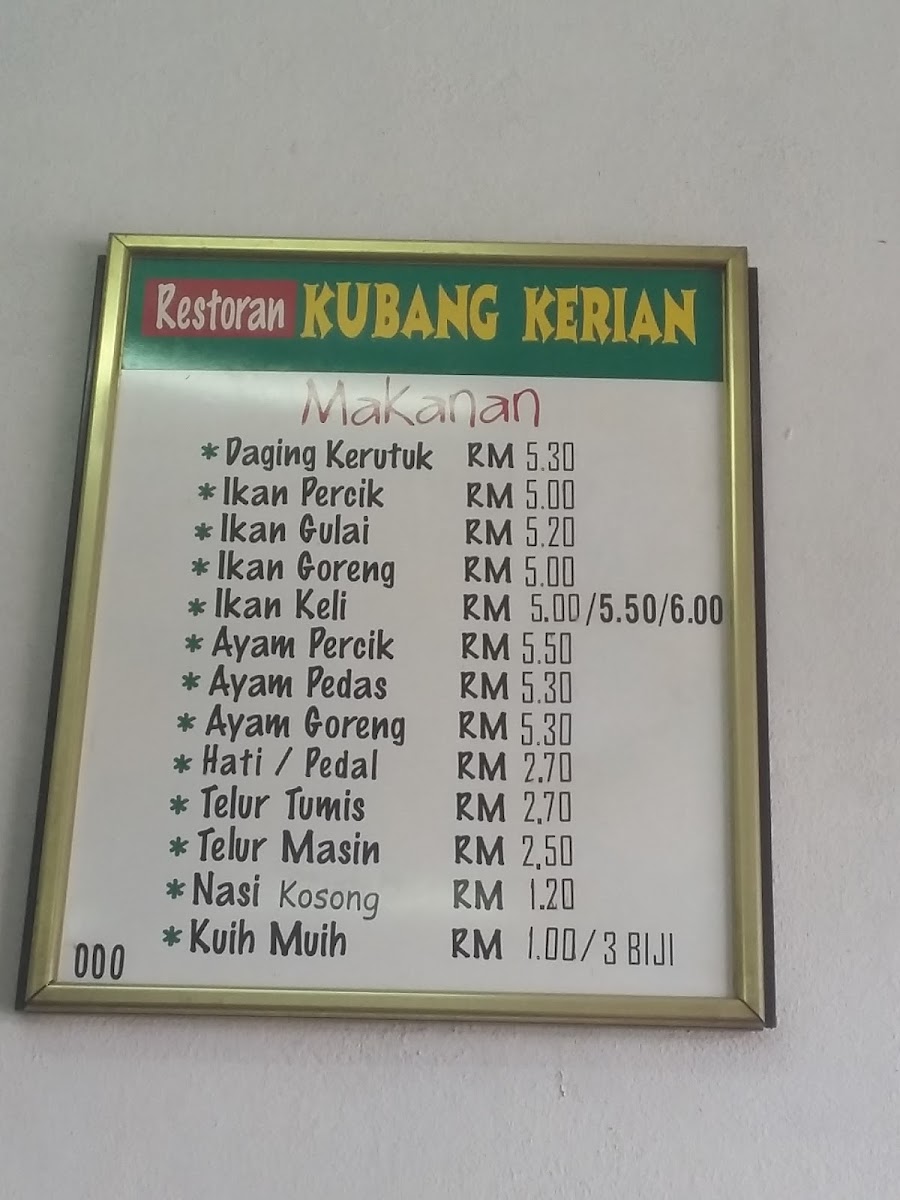 Restoran KUBANG KERIAN
Makanan
* Daging Kerutuk RM 5.30
* Ikan Percik RM 5.00
* Ikan Gulai RM 5.20
* Ikan Goreng RM 5.00
* Ikan Keli RM 5.00/5.50/6.00
* Ayam Percik RM 5.50
* Ayam Pedas RM 5.30
* Ayam Goreng RM 5.30
* Hati / Pedal RM 2.70
* Telur Tumis RM 2.70
* Telur Masin RM 2.50
* Nasi Kosong RM 1.20
* Kuih Muih RM 1.00/3 BIJI
000